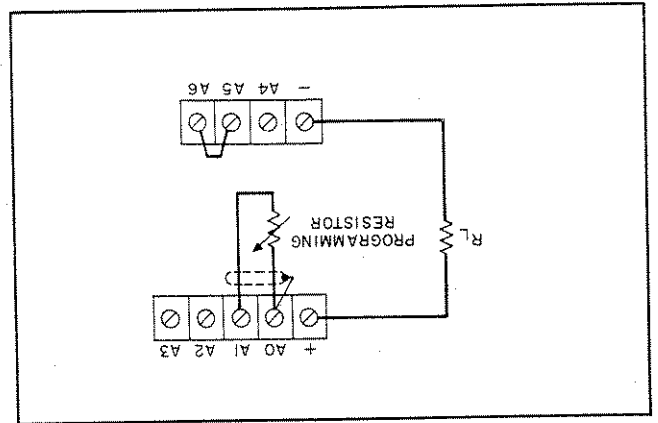 + A0 A1 A2 A3
RL
PROGRAMMING
RESISTOR
- A4 A5 A6